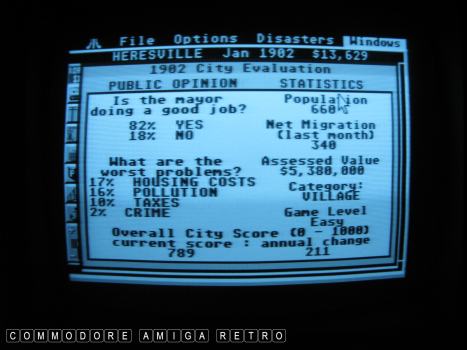 File Options Disasters Windows
HERESVILLE Jan 1902 $13,629
1902 City Evaluation
PUBLIC OPINION STATISTICS
Is the mayor
doing a good job?
82% YES
18% NO
What are the
worst problems?
17% HOUSING COSTS
16% POLLUTION
10% TAXES
2% CRIME
Population
660
Net Migration
(last month)
340
Assessed Value
$5,380,000
Category:
VILLAGE
Game Level
Easy
Overall City Score (0 - 1000)
current score : annual change
789 211
COMMODORE AMIGA RETRO